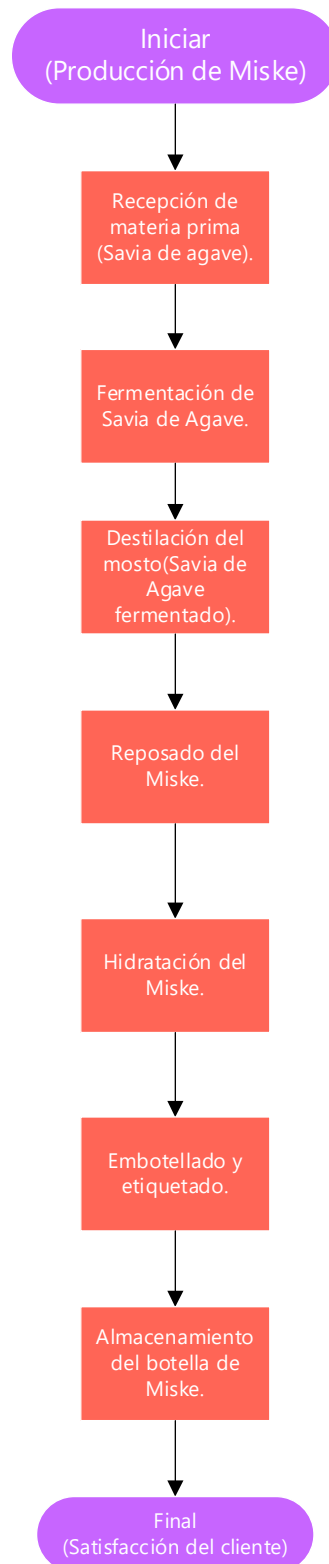 Iniciar
(Producción de Miske)
Recepción de
materia prima
(Savia de agave).
Fermentación de
Savia de Agave.
Destilación del
mosto(Savia de
Agave
fermentado).
Reposado del
Miske.
Hidratación del
Miske.
Embotellado y
etiquetado.
Almacenamiento
del botella de
Miske.
Final
(Satisfacción del cliente)